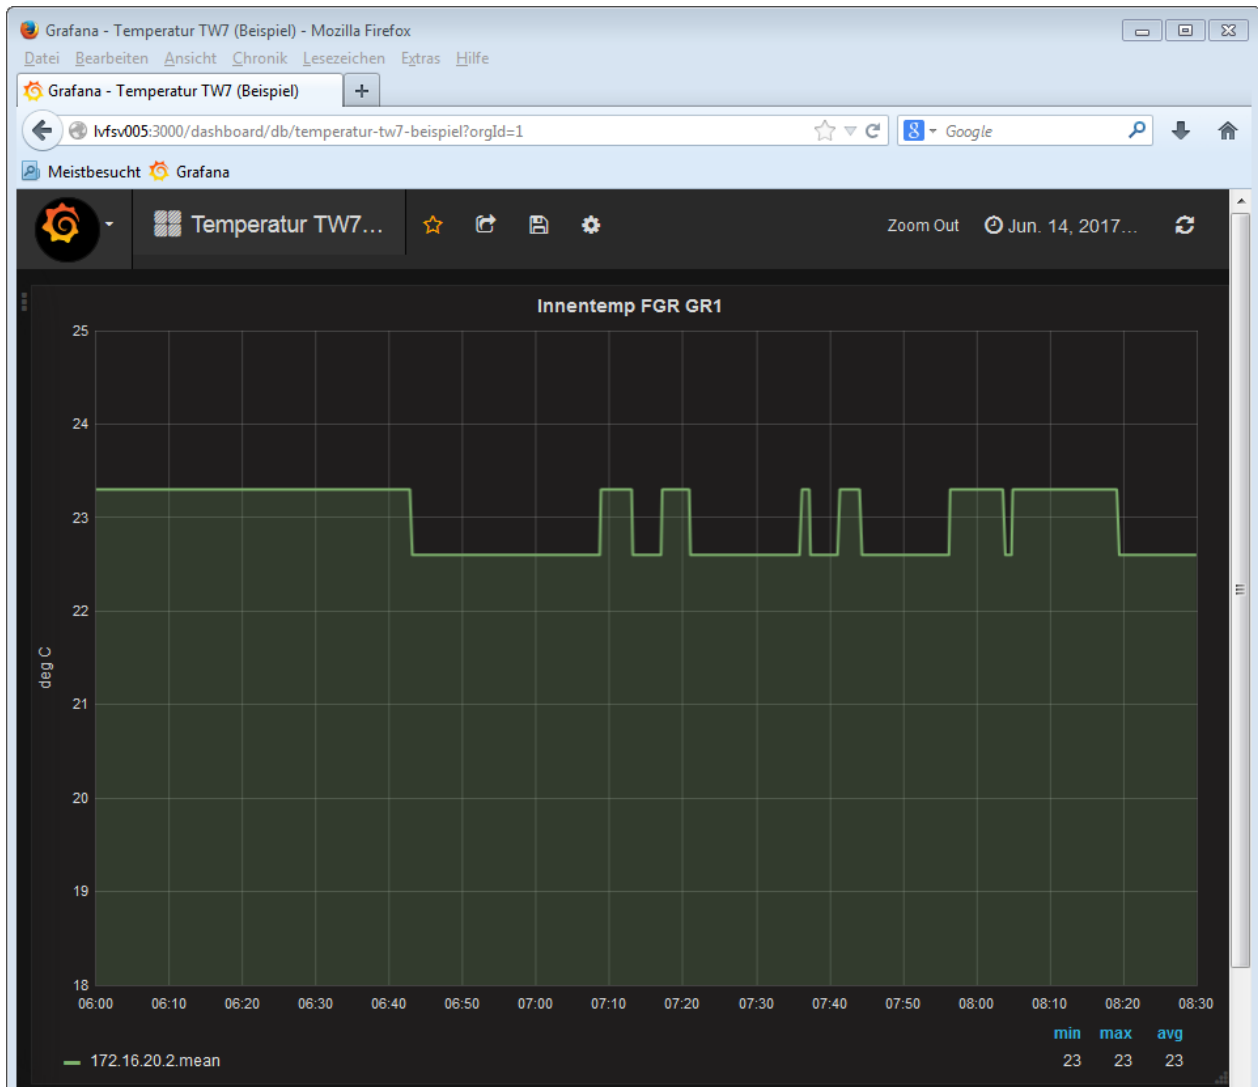 Grafana - Temperatur TW7 (Beispiel) - Mozilla Firefox
Datei Bearbeiten Ansicht Chronik Lesezeichen Extras Hilfe
Grafana - Temperatur TW7 (Beispiel) +
lvfsv005:3000/dashboard/db/temperatur-tw7-beispiel?orgId=1 8 Google
Meistbesucht Grafana
Temperatur TW7... Zoom Out Jun. 14, 2017...
Innentemp FGR GR1
25
24
23
22
deg C
21
20
19
18
06:00 06:10 06:20 06:30 06:40 06:50 07:00 07:10 07:20 07:30 07:40 07:50 08:00 08:10 08:20 08:30
min max avg
172.16.20.2.mean 23 23 23